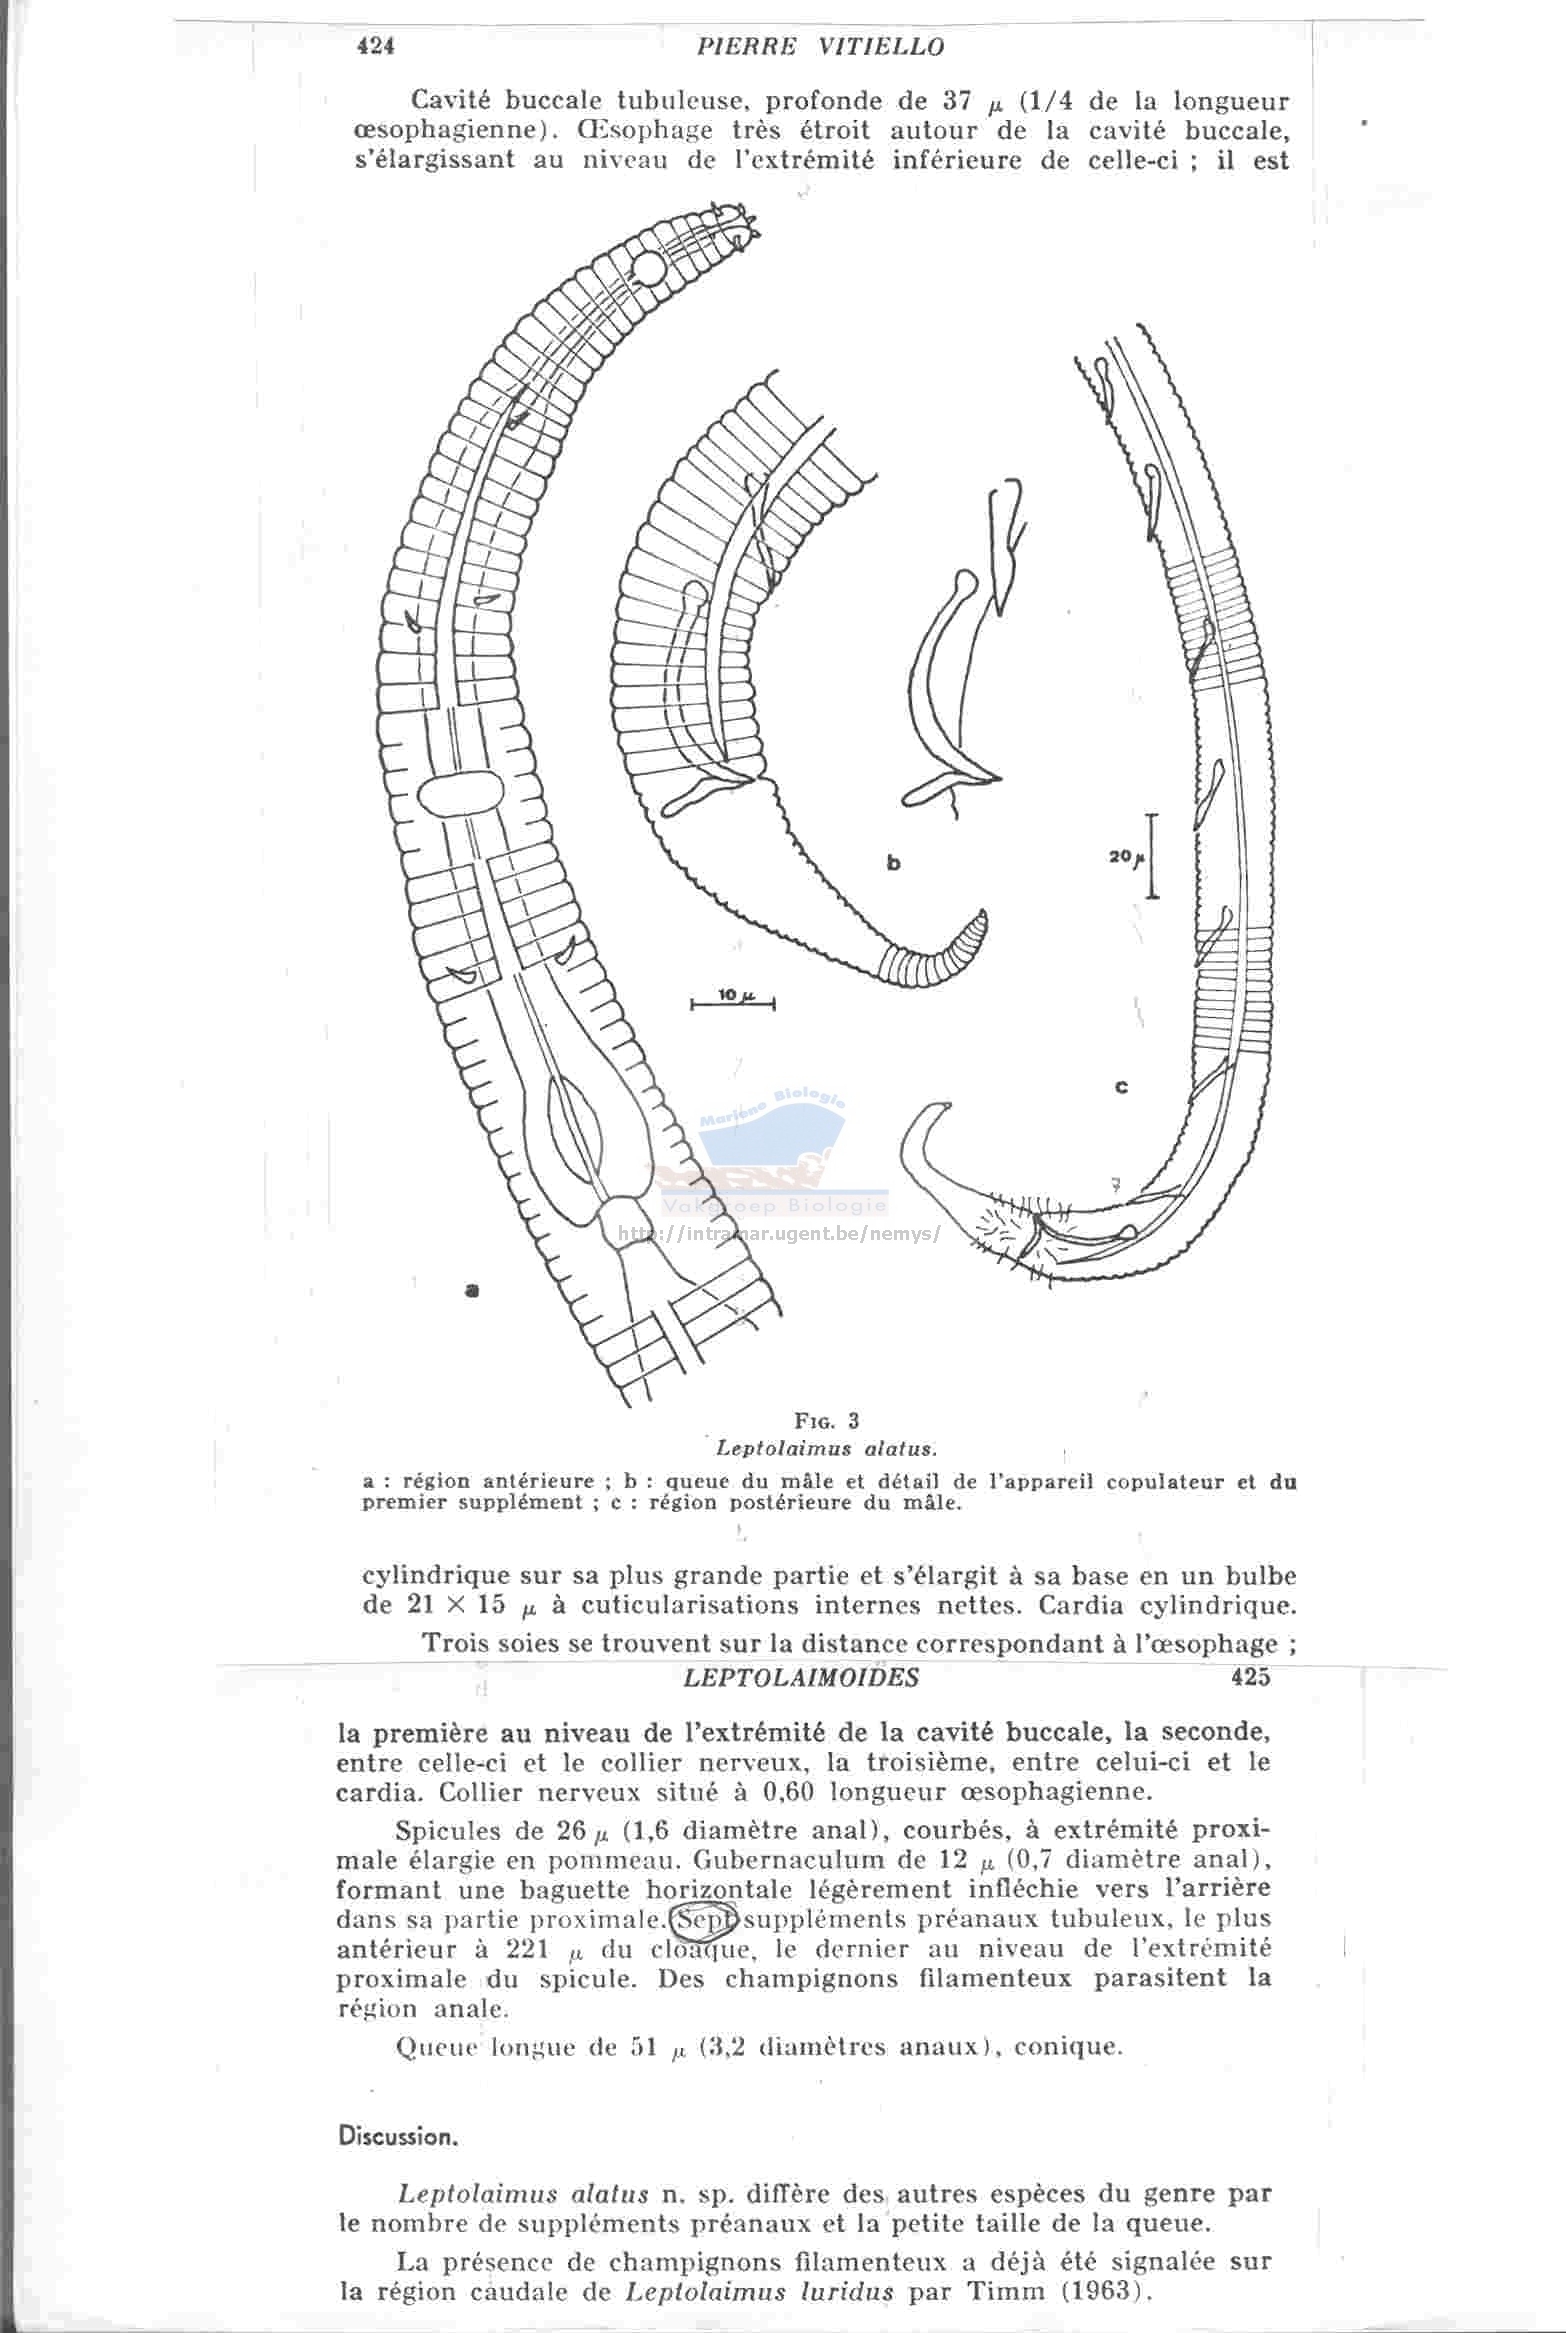 424
PIERRE VITIELLO
Cavité buccale tubuleuse, profonde de 37 µ (1/4 de la longueur
œsophagienne). Œsophage très étroit autour de la cavité buccale,
s'élargissant au niveau de l'extrémité inférieure de celle-ci ; il est
b
20 µ
10 µ
c
Mariene Biologie
Vakgroep Biologie
http://intramar.ugent.be/nemys/
a
FIG. 3
Leptolaimus alatus.
a : région antérieure ; b : queue du mâle et détail de l'appareil copulateur et du
premier supplément ; c : région postérieure du mâle.
cylindrique sur sa plus grande partie et s'élargit à sa base en un bulbe
de 21 × 15 µ à cuticularisations internes nettes. Cardia cylindrique.
Trois soies se trouvent sur la distance correspondant à l'œsophage ;
LEPTOLAIMOIDES
425
la première au niveau de l'extrémité de la cavité buccale, la seconde,
entre celle-ci et le collier nerveux, la troisième, entre celui-ci et le
cardia. Collier nerveux situé à 0,60 longueur œsophagienne.
Spicules de 26 µ (1,6 diamètre anal), courbés, à extrémité proxi-
male élargie en pommeau. Gubernaculum de 12 µ (0,7 diamètre anal),
formant une baguette horizontale légèrement infléchie vers l'arrière
dans sa partie proximale. Sept suppléments préanaux tubuleux, le plus
antérieur à 221 µ du cloaque, le dernier au niveau de l'extrémité
proximale du spicule. Des champignons filamenteux parasitent la
région anale.
Queue longue de 51 µ (3,2 diamètres anaux), conique.
Discussion.
Leptolaimus alatus n. sp. diffère des autres espèces du genre par
le nombre de suppléments préanaux et la petite taille de la queue.
La présence de champignons filamenteux a déjà été signalée sur
la région caudale de Leptolaimus luridus par Timm (1963).